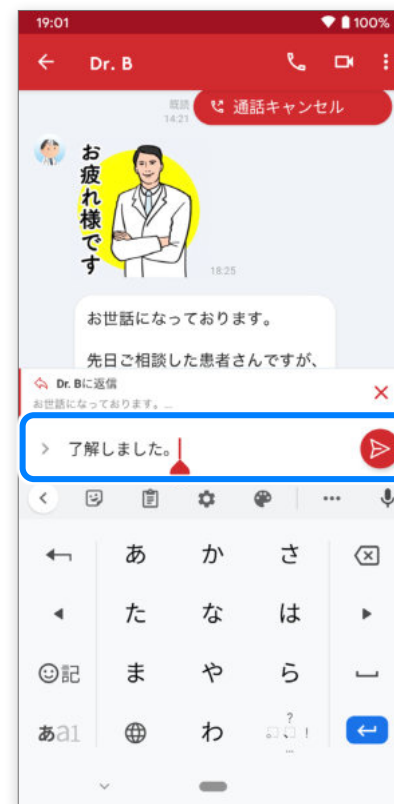 19:01
100%
Dr. B
既読
14:21
通話キャンセル
お疲れ様です
18:25
お世話になっております。
先日ご相談した患者さんですが、
Dr. Bに返信
お世話になっております。...
了解しました。
あ
か
さ
た
な
は
記
ま
や
ら
あa1
わ
?
!
...